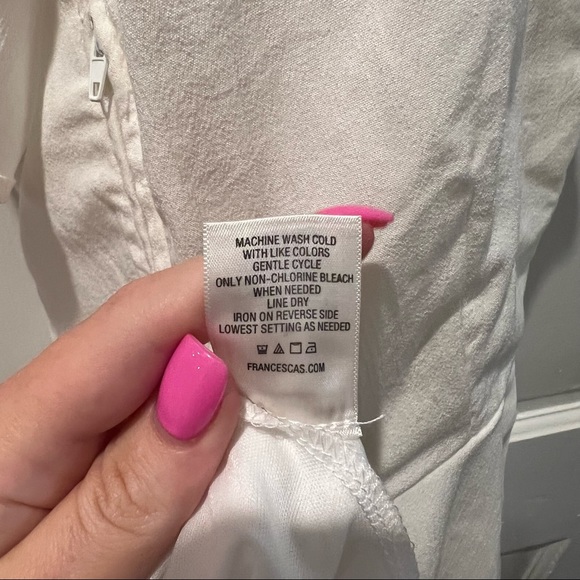 MACHINE WASH COLD
WITH LIKE COLORS
GENTLE CYCLE
ONLY NON-CHLORINE BLEACH
WHEN NEEDED
LINE DRY
IRON ON REVERSE SIDE
LOWEST SETTING AS NEEDED
FRANCESCAS.COM